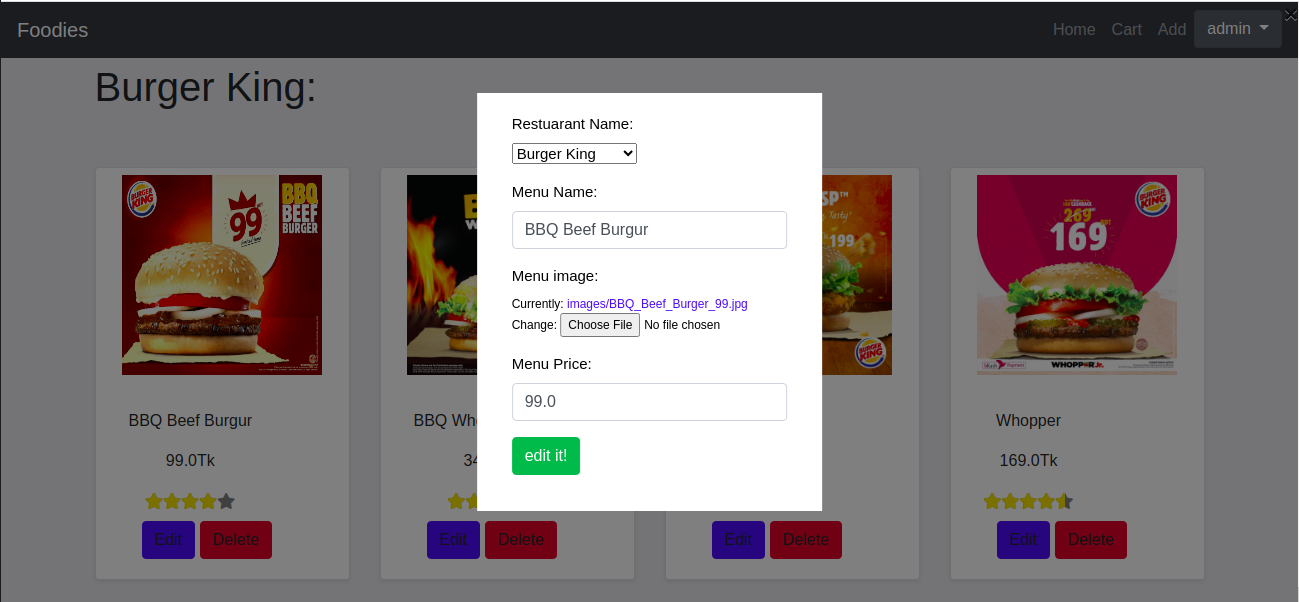 Foodies
Home Cart Add admin
×
Burger King:
Restuarant Name:
Burger King
Menu Name:
BBQ Beef Burgur
Menu image:
Currently: images/BBQ_Beef_Burger_99.jpg
Change: Choose File No file chosen
Menu Price:
99.0
edit it!
BURGER KING
BBQ
BEEF
BURGER
99
199
BURGER KING
BURGER KING
269
169
WHOPPER JR.
BBQ Beef Burgur
99.0Tk
Edit Delete
BBQ Wh
34
Edit Delete
Edit Delete
Whopper
169.0Tk
Edit Delete